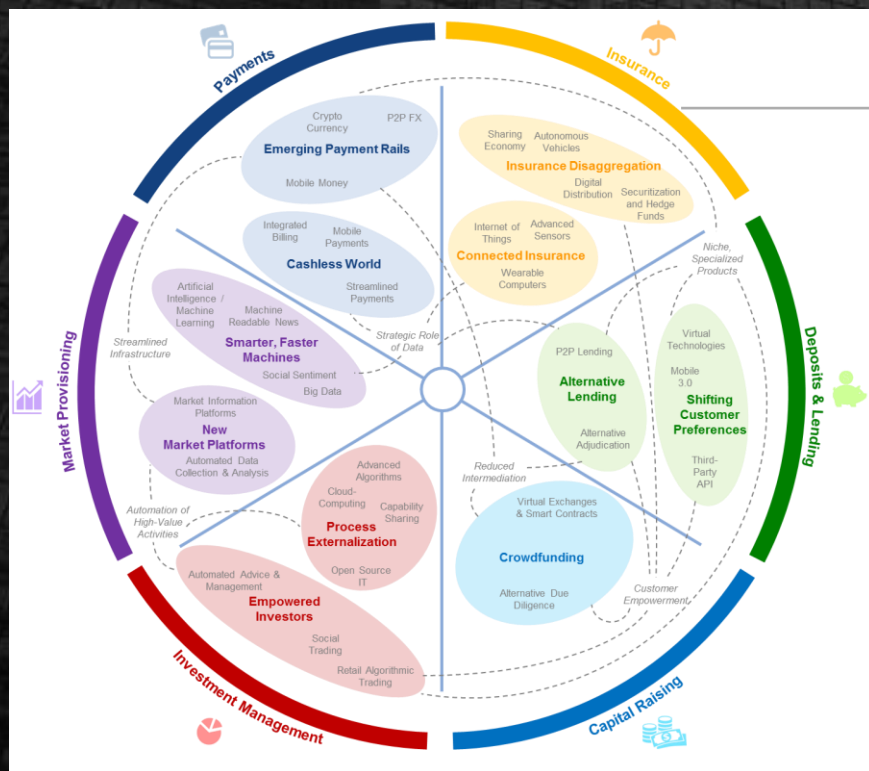 Payments
Crypto
Currency
P2P FX
Emerging Payment Rails
Mobile Money
Integrated
Billing
Mobile
Payments
Cashless World
Streamlined
Payments
Insurance
Sharing
Economy
Autonomous
Vehicles
Insurance Disaggregation
Digital
Distribution
Securitization
and Hedge
Funds
Internet of
Things
Advanced
Sensors
Connected Insurance
Wearable
Computers
Niche,
Specialized
Products
Deposits & Lending
Virtual
Technologies
Mobile
3.0
Shifting
Customer
Preferences
Third-
Party
API
P2P Lending
Alternative
Lending
Alternative
Adjudication
Market Provisioning
Artificial
Intelligence /
Machine
Learning
Machine
Readable News
Smarter, Faster
Machines
Social Sentiment
Big Data
Strategic Role
of Data
Streamlined
Infrastructure
Market Information
Platforms
New
Market Platforms
Automated Data
Collection & Analysis
Automation of
High-Value
Activities
Investment Management
Advanced
Algorithms
Cloud-
Computing
Capability
Sharing
Process
Externalization
Open Source
IT
Automated Advice &
Management
Empowered
Investors
Social
Trading
Retail Algorithmic
Trading
Reduced
Intermediation
Virtual Exchanges
& Smart Contracts
Crowdfunding
Alternative Due
Diligence
Customer
Empowerment
Capital Raising